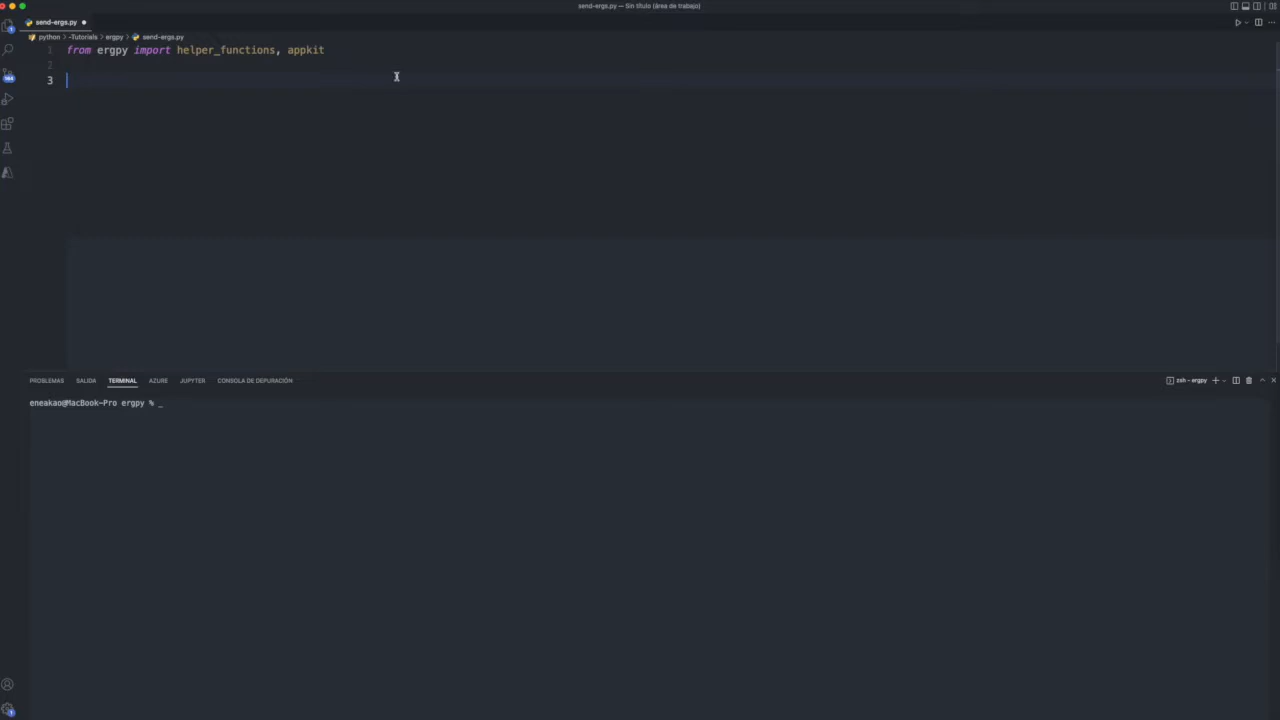 send-ergs.py — Sin título (área de trabajo)
send-ergs.py
python > -Tutorials > ergpy > send-ergs.py
1 from ergpy import helper_functions, appkit
2
3
PROBLEMAS SALIDA TERMINAL AZURE JUPYTER CONSOLA DE DEPURACIÓN zsh - ergpy
eneakao@MacBook-Pro ergpy % _